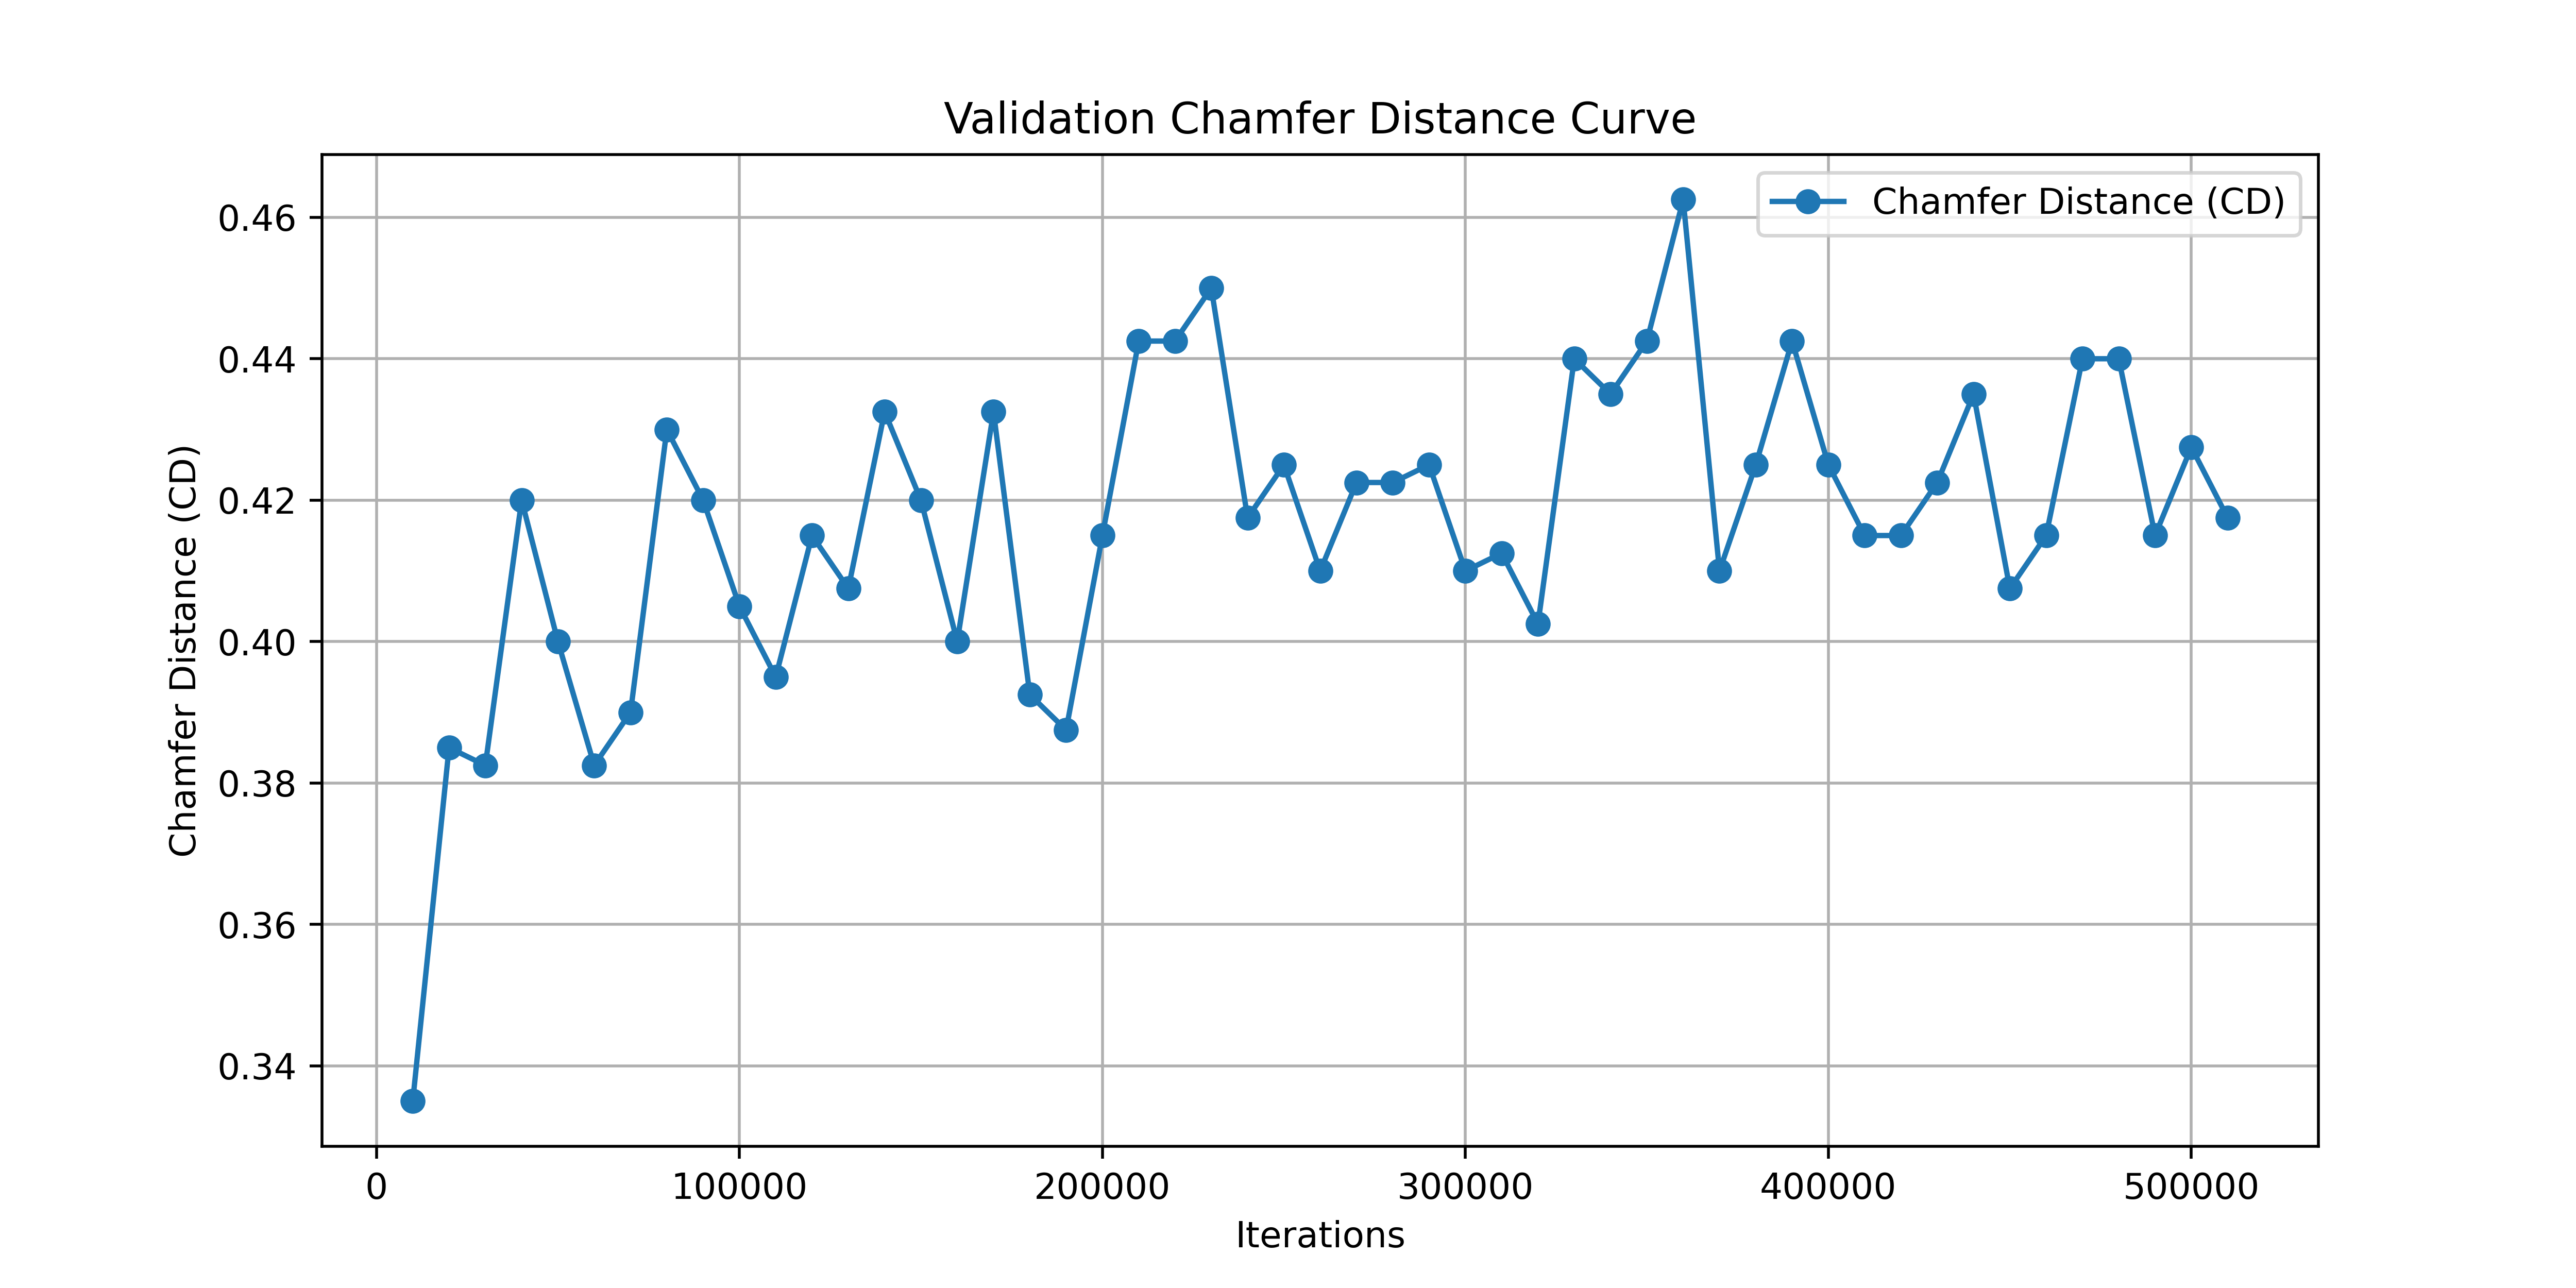 Validation Chamfer Distance Curve
Chamfer Distance (CD)
Chamfer Distance (CD)
0.46
0.44
0.42
0.40
0.38
0.36
0.34
0 100000 200000 300000 400000 500000
Iterations